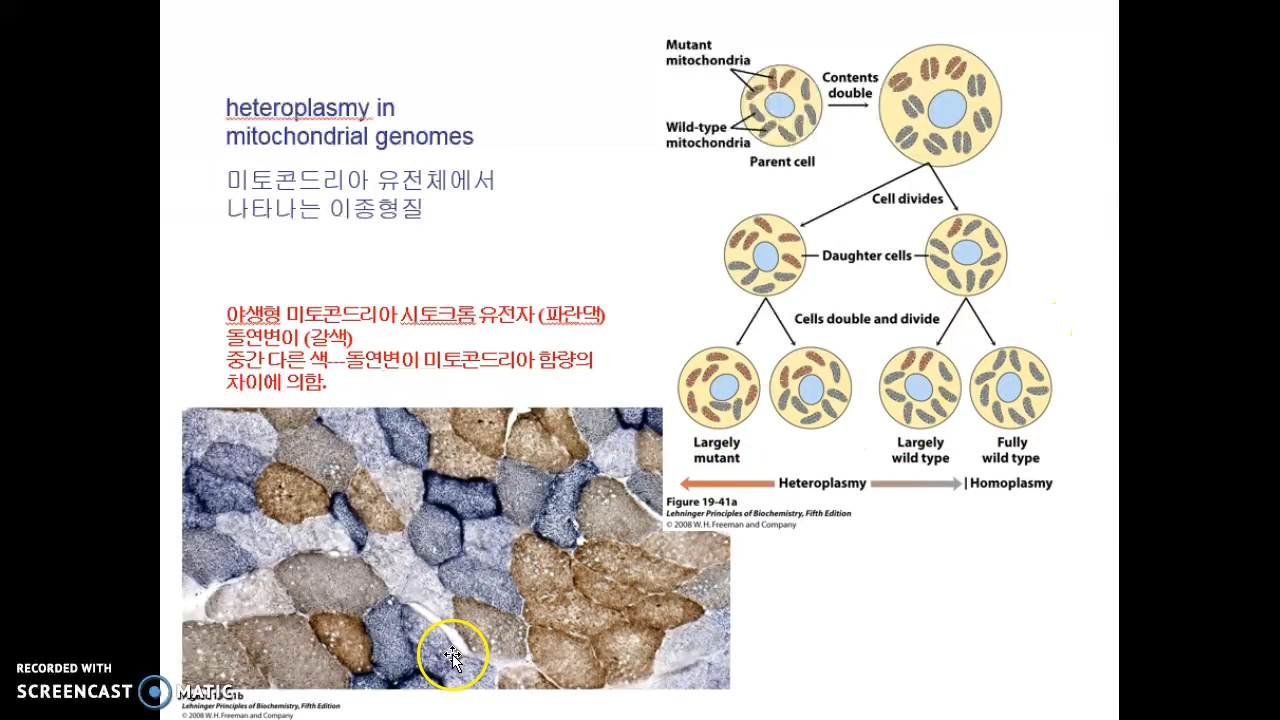 heteroplasmy in
mitochondrial genomes
미토콘드리아 유전체에서
나타나는 이종형질
야생형 미토콘드리아 시토크롬 유전자 (파란댁)
돌연변이 (갈색)
중간 다른 색---돌연변이 미토콘드리아 함량의
차이에 의함.
Mutant
mitochondria
Contents
double
Wild-type
mitochondria
Parent cell
Cell divides
Daughter cells
Cells double and divide
Largely
mutant
Largely
wild type
Fully
wild type
Heteroplasmy
Homoplasmy
Figure 19-41a
Lehninger Principles of Biochemistry, Fifth Edition
© 2008 W. H. Freeman and Company
Lehninger Principles of Biochemistry, Fifth Edition
© 2008 W. H. Freeman and Company
RECORDED WITH
SCREENCAST MATIC